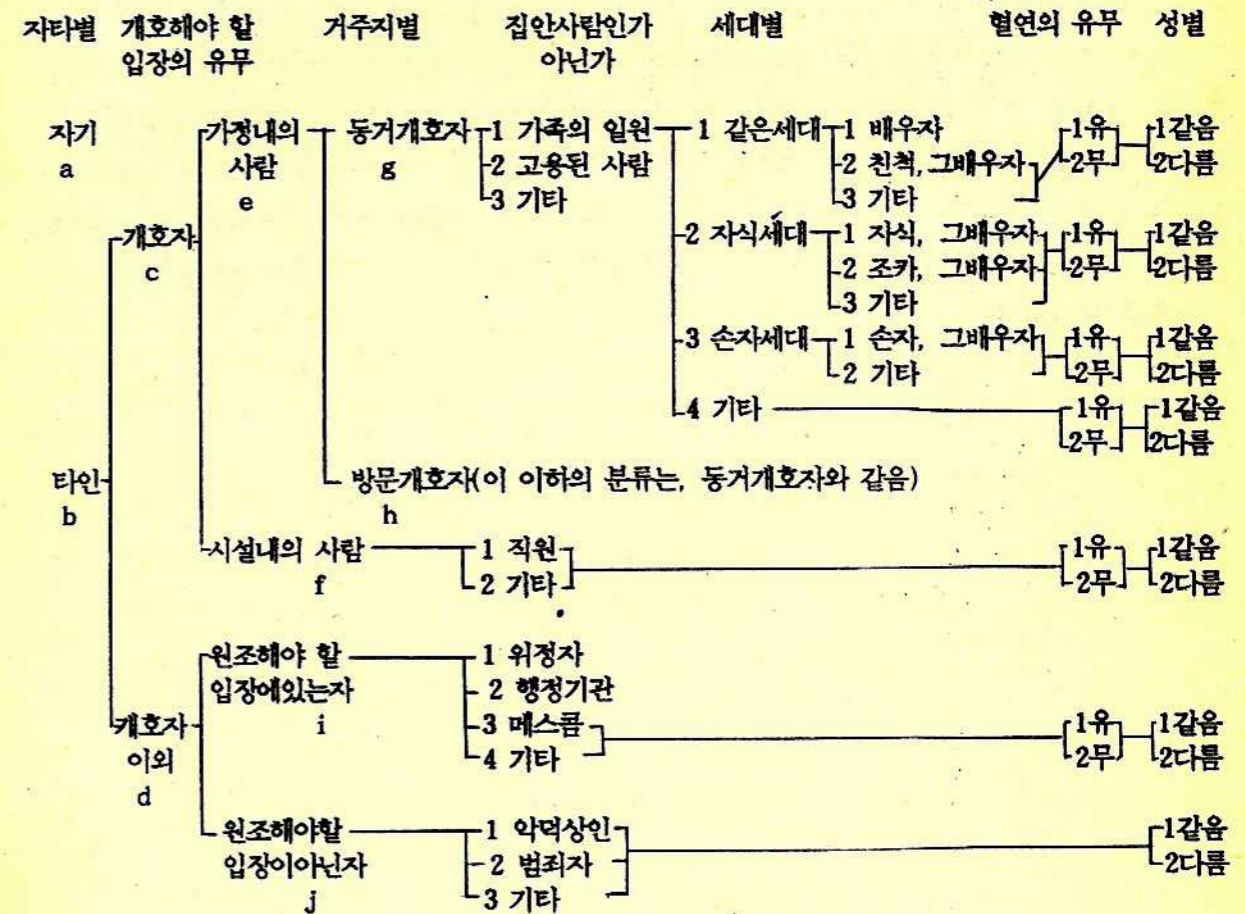 자타별 개호해야 할 거주지별 집안사람인가 세대별 혈연의 유무 성별
입장의 유무 아닌가
자기 가정내의 동거개호자 1 가족의 일원 1 같은세대 1 배우자 1유 1같음
a 사람 g 2 고용된 사람 2 친척,그배우자 2무 2다름
e 3 기타 3 기타
개호자 2 자식세대 1 자식, 그배우자 1유 1같음
c 2 조카, 그배우자 2무 2다름
3 기타
3 손자세대 1 손자, 그배우자 1유 1같음
2 기타 2무 2다름
4 기타 1유 1같음
2무 2다름
타인 방문개호자(이 이하의 분류는, 동거개호자와 같음)
b h
시설내의 사람 1 직원 1유 1같음
f 2 기타 2무 2다름
원조해야 할 1 위정자
입장에있는자 2 행정기관
개호자 i 3 메스콤 1유 1같음
이외 4 기타 2무 2다름
d
원조해야할 1 악덕상인 1같음
입장이아닌자 2 범죄자 2다름
j 3 기타